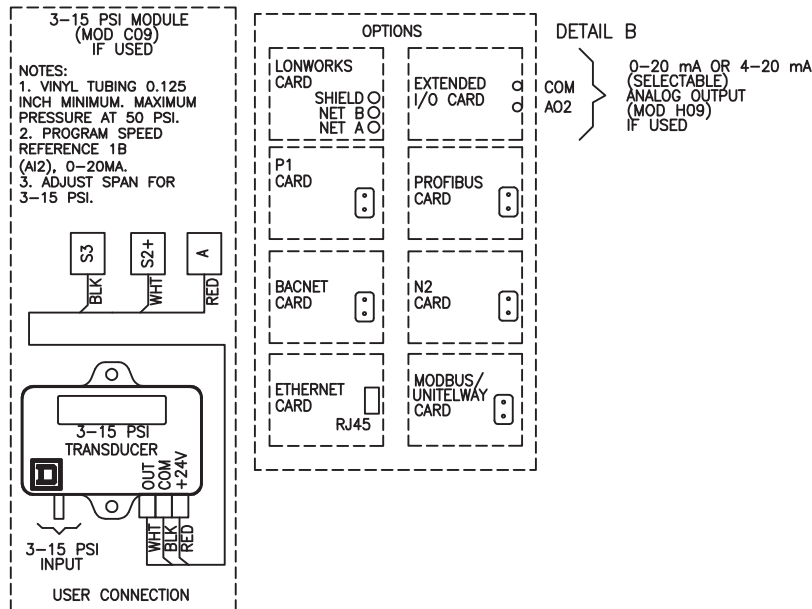 3-15 PSI MODULE
(MOD C09)
IF USED
NOTES:
1. VINYL TUBING 0.125
INCH MINIMUM. MAXIMUM
PRESSURE AT 50 PSI.
2. PROGRAM SPEED
REFERENCE 1B
(AI2), 0-20MA.
3. ADJUST SPAN FOR
3-15 PSI.
S3
S2+
A
BLK
WHT
RED
3-15 PSI
TRANSDUCER
D
OUT
COM
+24V
WHT
BLK
RED
3-15 PSI
INPUT
USER CONNECTION
OPTIONS
LONWORKS
CARD
SHIELD
NET B
NET A
EXTENDED
I/O CARD
P1
CARD
PROFIBUS
CARD
BACNET
CARD
N2
CARD
ETHERNET
CARD
RJ45
MODBUS/
UNITELWAY
CARD
DETAIL B
COM
AO2
0-20 mA OR 4-20 mA
(SELECTABLE)
ANALOG OUTPUT
(MOD H09)
IF USED